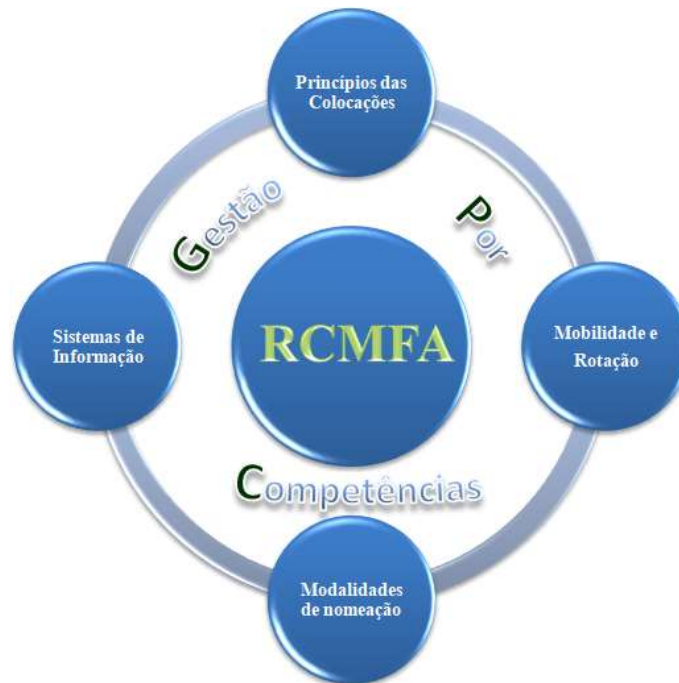 Princípios das
Colocações
Gestão
Por
Sistemas de
Informação
RCMFA
Mobilidade e
Rotação
Competências
Modalidades
de nomeação